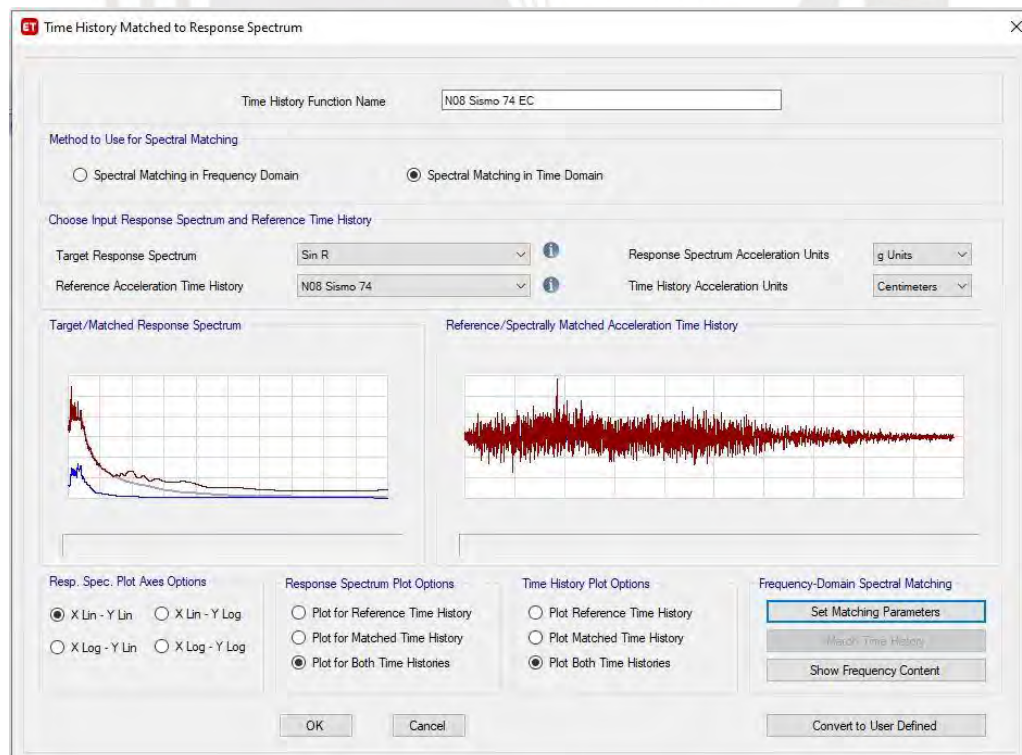 ET Time History Matched to Response Spectrum
Time History Function Name N08 Sismo 74 EC
Method to Use for Spectral Matching
Spectral Matching in Frequency Domain Spectral Matching in Time Domain
Choose Input Response Spectrum and Reference Time History
Target Response Spectrum Sin R Response Spectrum Acceleration Units g Units
Reference Acceleration Time History N08 Sismo 74 Time History Acceleration Units Centimeters
Target/Matched Response Spectrum Reference/Spectrally Matched Acceleration Time History
Resp. Spec. Plot Axes Options Response Spectrum Plot Options Time History Plot Options Frequency-Domain Spectral Matching
X Lin - Y Lin X Lin - Y Log Plot for Reference Time History Plot Reference Time History Set Matching Parameters
Plot for Matched Time History Plot Matched Time History Match Time History
X Log - Y Lin X Log - Y Log Plot for Both Time Histories Plot Both Time Histories Show Frequency Content
OK Cancel Convert to User Defined